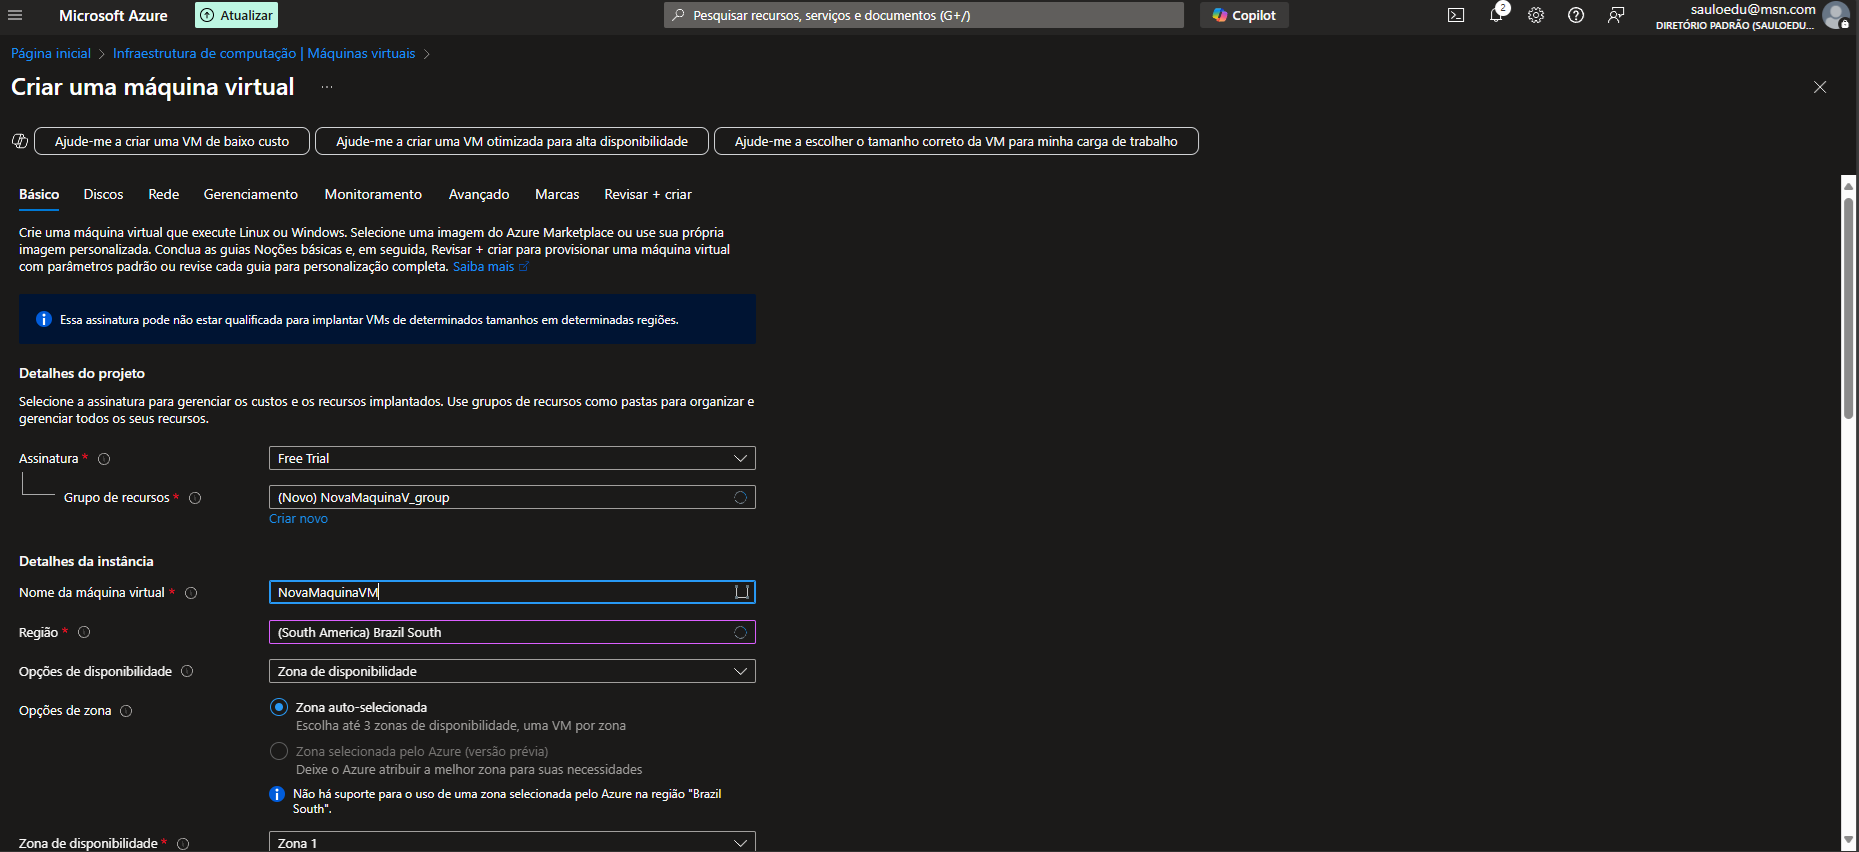 Microsoft Azure
Atualizar
Pesquisar recursos, serviços e documentos (G+/)
Copilot
2
sauloedu@msn.com
DIRETÓRIO PADRÃO (SAULOEDU...
Página inicial > Infraestrutura de computação | Máquinas virtuais >
Criar uma máquina virtual ...
Ajude-me a criar uma VM de baixo custo
Ajude-me a criar uma VM otimizada para alta disponibilidade
Ajude-me a escolher o tamanho correto da VM para minha carga de trabalho
Básico Discos Rede Gerenciamento Monitoramento Avançado Marcas Revisar + criar
Crie uma máquina virtual que execute Linux ou Windows. Selecione uma imagem do Azure Marketplace ou use sua própria
imagem personalizada. Conclua as guias Noções básicas e, em seguida, Revisar + criar para provisionar uma máquina virtual
com parâmetros padrão ou revise cada guia para personalização completa. Saiba mais
Essa assinatura pode não estar qualificada para implantar VMs de determinados tamanhos em determinadas regiões.
Detalhes do projeto
Selecione a assinatura para gerenciar os custos e os recursos implantados. Use grupos de recursos como pastas para organizar e
gerenciar todos os seus recursos.
Assinatura *
Free Trial
Grupo de recursos *
(Novo) NovaMaquinaV_group
Criar novo
Detalhes da instância
Nome da máquina virtual *
NovaMaquinaVM
Região *
(South America) Brazil South
Opções de disponibilidade
Zona de disponibilidade
Opções de zona
Zona auto-selecionada
Escolha até 3 zonas de disponibilidade, uma VM por zona
Zona selecionada pelo Azure (versão prévia)
Deixe o Azure atribuir a melhor zona para suas necessidades
Não há suporte para o uso de uma zona selecionada pelo Azure na região "Brazil
South".
Zona de disponibilidade *
Zona 1